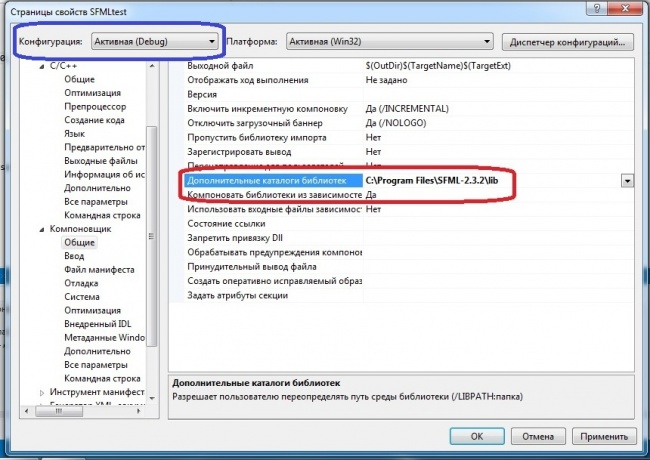 Страницы свойств SFMLtest
Конфигурация: Активная (Debug) Платформа: Активная (Win32) Диспетчер конфигураций...
C/C++
Общие
Оптимизация
Препроцессор
Создание кода
Язык
Предварительно от
Выходные файлы
Информация об ис
Дополнительно
Все параметры
Командная строка
Компоновщик
Общие
Ввод
Файл манифеста
Отладка
Система
Оптимизация
Внедренный IDL
Метаданные Windo
Дополнительно
Все параметры
Командная строка
Инструмент манифест
Выходной файл $(OutDir)$(TargetName)$(TargetExt)
Отображать ход выполнения Не задано
Версия
Включить инкрементную компоновку Да (/INCREMENTAL)
Отключить загрузочный баннер Да (/NOLOGO)
Пропустить библиотеку импорта Нет
Зарегистрировать вывод Нет
Перенаправление для пользователей Нет
Дополнительные каталоги библиотек C:\Program Files\SFML-2.3.2\lib
Компоновать библиотеки из зависимосте Да
Использовать входные файлы зависимост Нет
Состояние ссылки
Запретить привязку Dll
Обрабатывать предупреждения компонов
Принудительный вывод файла
Создать оперативно исправляемый образ
Задать атрибуты секции
Дополнительные каталоги библиотек
Разрешает пользователю переопределять путь среды библиотеки (/LIBPATH:папка)
OK Отмена Применить